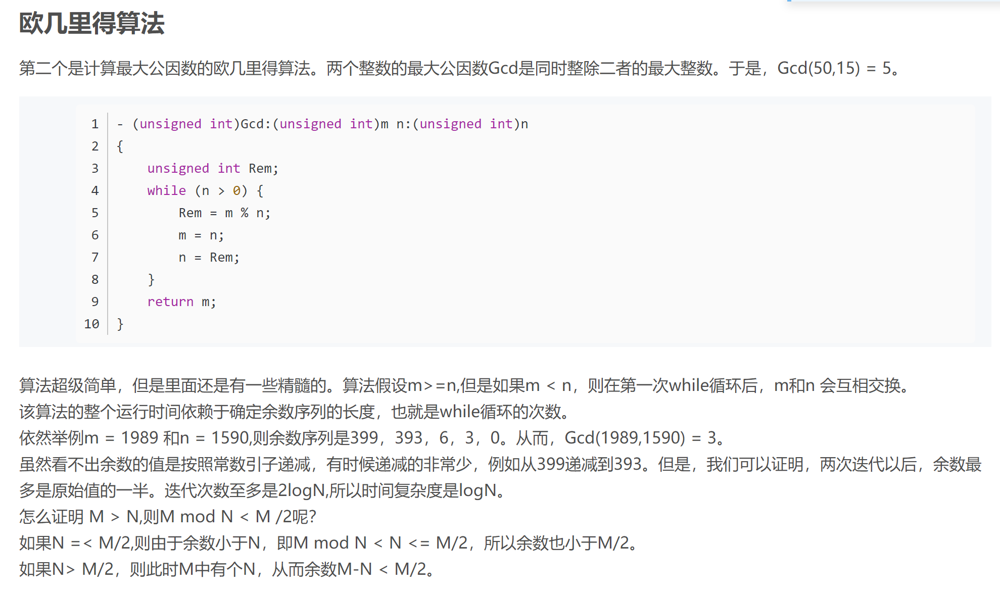 欧几里得算法
第二个是计算最大公因数的欧几里得算法。两个整数的最大公因数Gcd是同时整除二者的最大整数。于是，Gcd(50,15) = 5。
1 - (unsigned int)Gcd:(unsigned int)m n:(unsigned int)n
2 {
3     unsigned int Rem;
4     while (n > 0) {
5         Rem = m % n;
6         m = n;
7         n = Rem;
8     }
9     return m;
10 }
算法超级简单，但是里面还是有一些精髓的。算法假设m>=n,但是如果m < n，则在第一次while循环后，m和n 会互相交换。
该算法的整个运行时间依赖于确定余数序列的长度，也就是while循环的次数。
依然举例m = 1989 和n = 1590,则余数序列是399，393，6，3，0。从而，Gcd(1989,1590) = 3。
虽然看不出余数的值是按照常数引子递减，有时候递减的非常少，例如从399递减到393。但是，我们可以证明，两次迭代以后，余数最
多是原始值的一半。迭代次数至多是2logN,所以时间复杂度是logN。
怎么证明 M > N,则M mod N < M /2呢？
如果N =< M/2,则由于余数小于N，即M mod N < N <= M/2，所以余数也小于M/2。
如果N> M/2，则此时M中有个N，从而余数M-N < M/2。